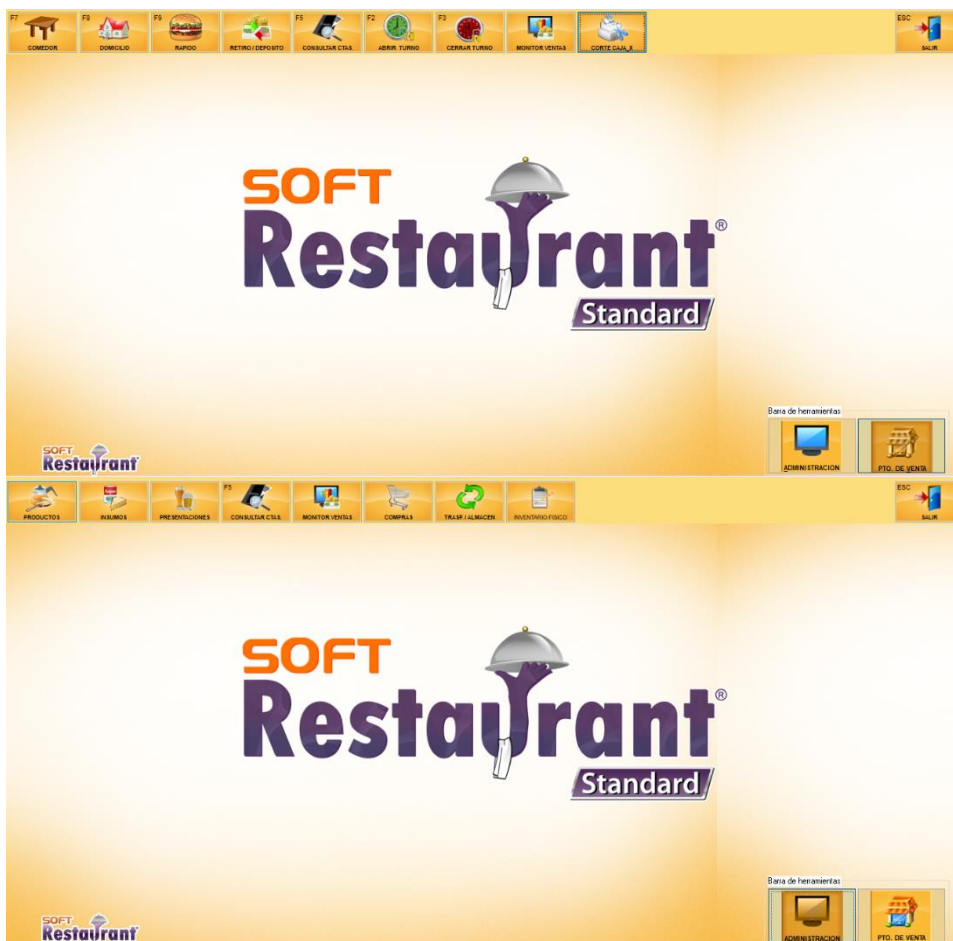 F7 F8 F9 F5 F2 F3 ESC
COMEDOR DOMICILIO RAPIDO RETIRO / DEPOSITO CONSULTAR CTAS. ABRIR TURNO CERRAR TURNO MONITOR VENTAS CORTE CAJA_X SALIR
SOFT
Restaurant®
Standard
Barra de herramientas
ADMINISTRACION PTO. DE VENTA
SOFT
Restaurant
F5 ESC
PRODUCTOS INSUMOS PRESENTACIONES CONSULTAR CTAS. MONITOR VENTAS COMPRAS TRASP. / ALMACEN INVENTARIO FISICO SALIR
SOFT
Restaurant®
Standard
Barra de herramientas
ADMINISTRACION PTO. DE VENTA
SOFT
Restaurant